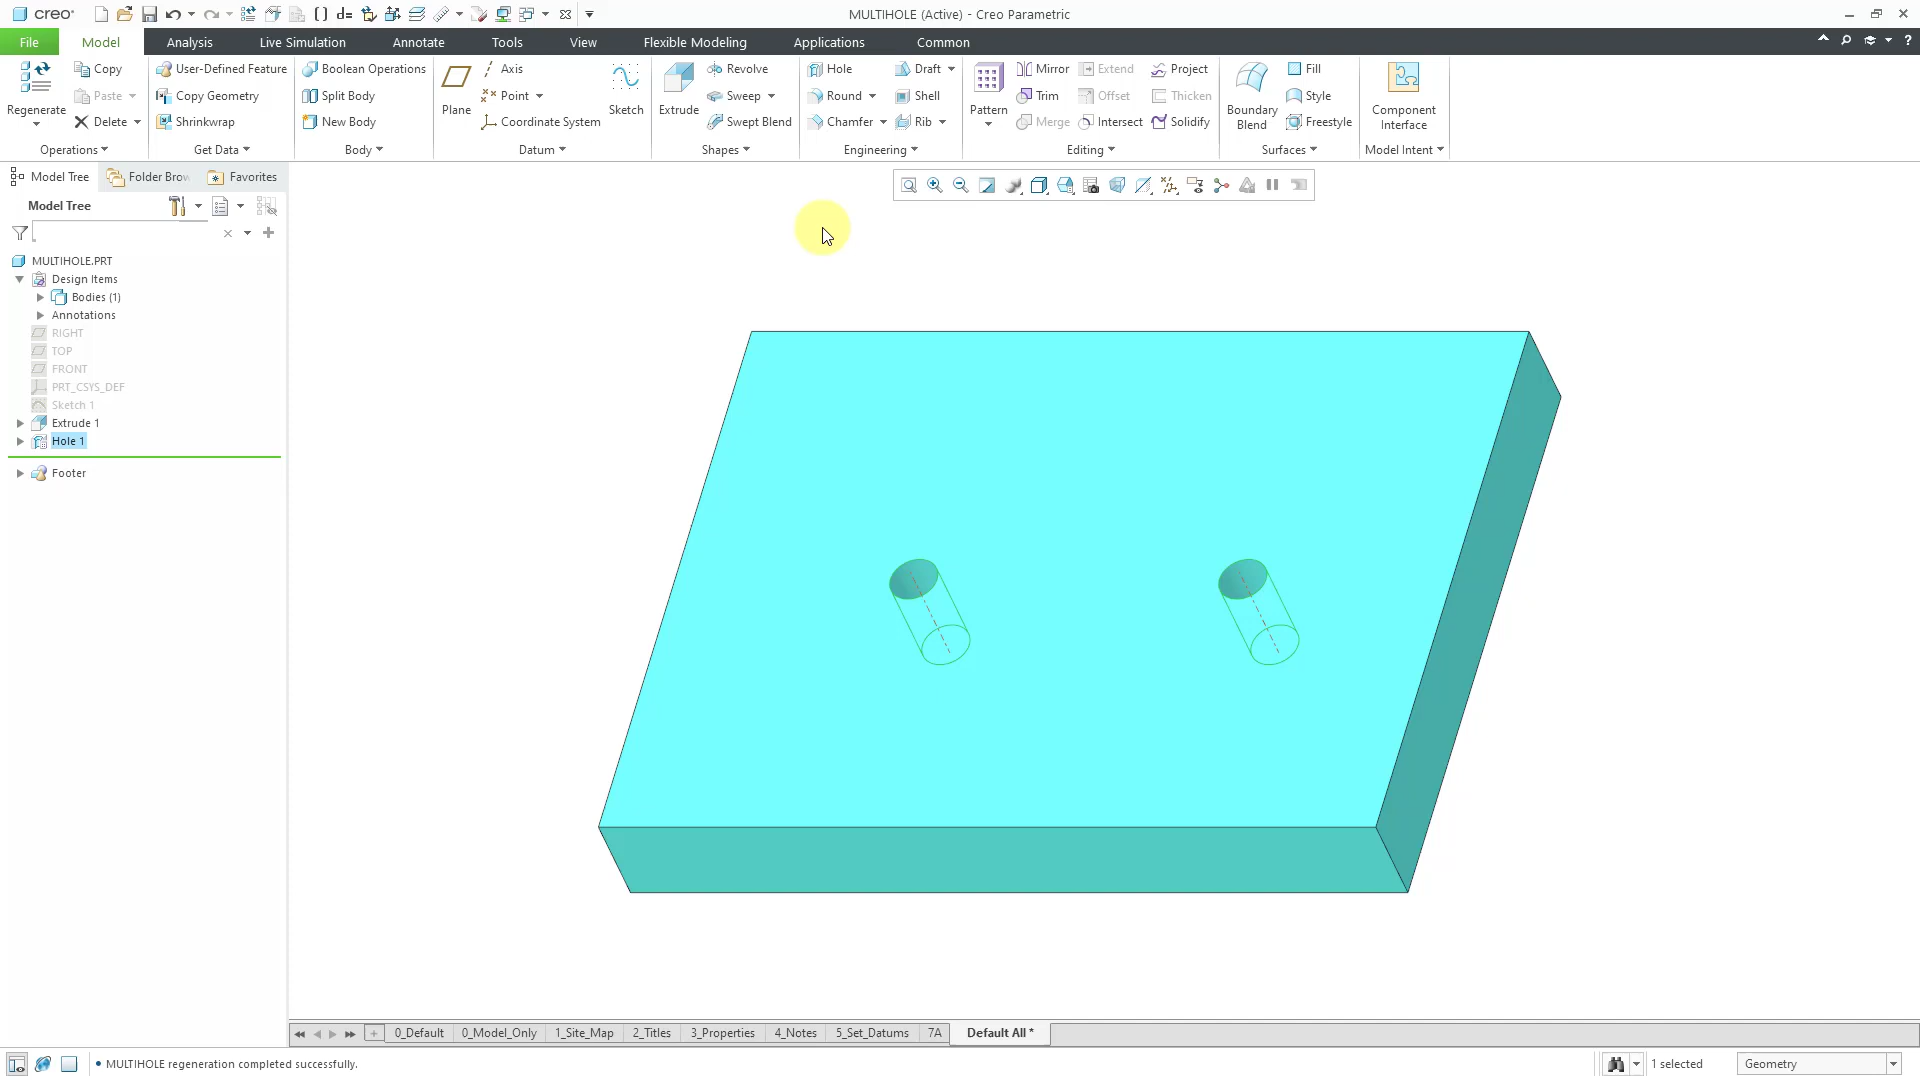 creo
MULTIHOLE (Active) - Creo Parametric
File Model Analysis Live Simulation Annotate Tools View Flexible Modeling Applications Common
Regenerate Copy Paste Delete
Operations
User-Defined Feature Copy Geometry Shrinkwrap
Get Data
Boolean Operations Split Body New Body
Body
Plane Axis Point Coordinate System Sketch
Datum
Extrude Revolve Sweep Swept Blend
Shapes
Hole Round Chamfer Draft Shell Rib
Engineering
Pattern Mirror Trim Merge Extend Offset Intersect Project Thicken Solidify
Editing
Boundary Blend Fill Style Freestyle
Surfaces
Component Interface
Model Intent
Model Tree Folder Brow Favorites
Model Tree
MULTIHOLE.PRT
Design Items
Bodies (1)
Annotations
RIGHT
TOP
FRONT
PRT_CSYS_DEF
Sketch 1
Extrude 1
Hole 1
Footer
0_Default 0_Model_Only 1_Site_Map 2_Titles 3_Properties 4_Notes 5_Set_Datums 7A Default All *
• MULTIHOLE regeneration completed successfully.
1 selected
Geometry